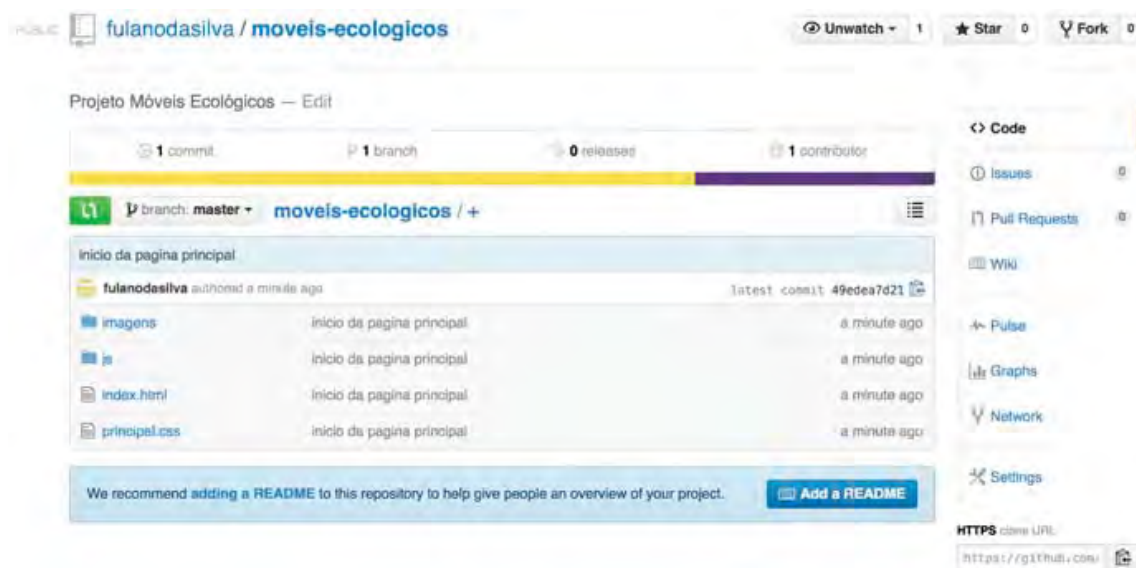 PUBLIC fulanodasilva / moveis-ecologicos Unwatch 1 Star 0 Fork 0
Projeto Móveis Ecológicos — Edit
1 commit 1 branch 0 releases 1 contributor
branch: master moveis-ecologicos / +
inicio da pagina principal
fulanodasilva authored a minute ago latest commit 49edea7d21
imagens inicio da pagina principal a minute ago
js inicio da pagina principal a minute ago
index.html inicio da pagina principal a minute ago
principal.css inicio da pagina principal a minute ago
We recommend adding a README to this repository to help give people an overview of your project. Add a README
<> Code
Issues 0
Pull Requests 0
Wiki
Pulse
Graphs
Network
Settings
HTTPS clone URL
https://github.com/